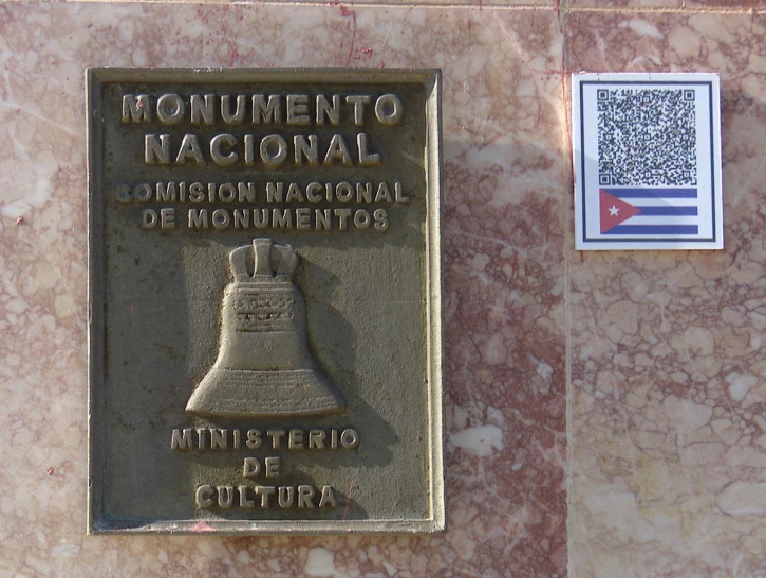 MONUMENTO
NACIONAL
COMISION NACIONAL
DE MONUMENTOS
MINISTERIO
DE
CULTURA